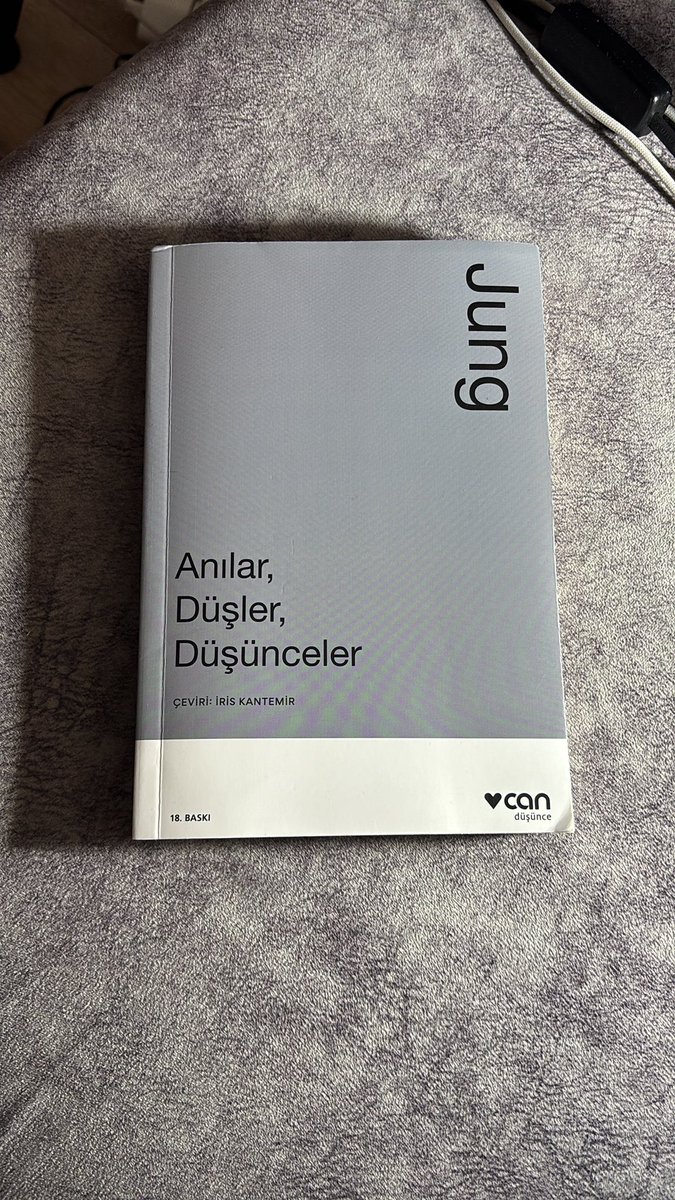 Jung
Anılar,
Düşler,
Düşünceler
ÇEVİRİ: İRİS KANTEMİR
18. BASKI
can
düşünce